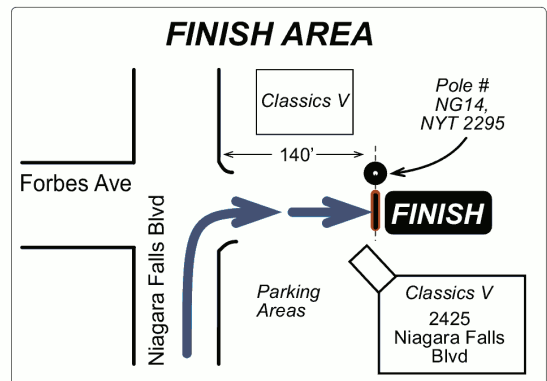 FINISH AREA
Classics V
Pole #
NG14,
NYT 2295
140'
Forbes Ave
Niagara Falls Blvd
FINISH
Parking
Areas
Classics V
2425
Niagara Falls
Blvd